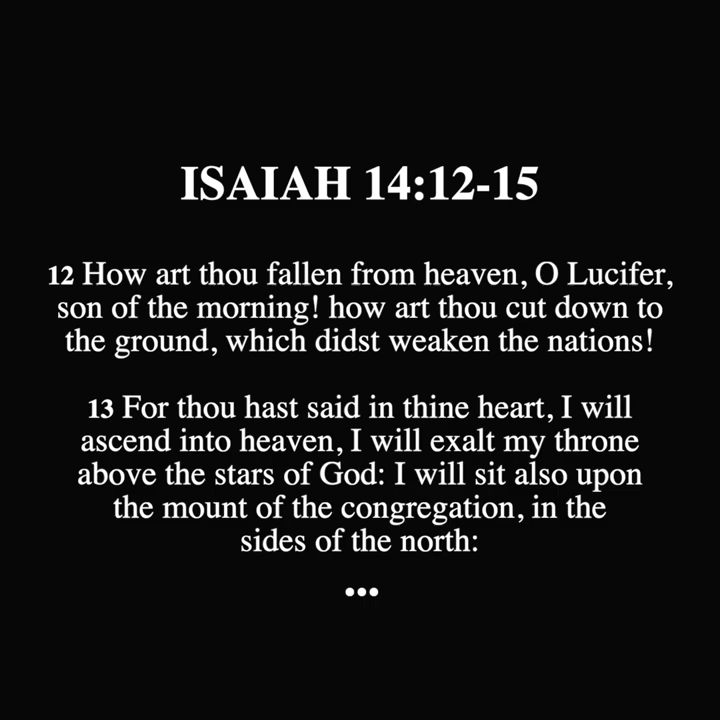 ISAIAH 14:12-15
12 How art thou fallen from heaven, O Lucifer,
son of the morning! how art thou cut down to
the ground, which didst weaken the nations!
13 For thou hast said in thine heart, I will
ascend into heaven, I will exalt my throne
above the stars of God: I will sit also upon
the mount of the congregation, in the
sides of the north:
...